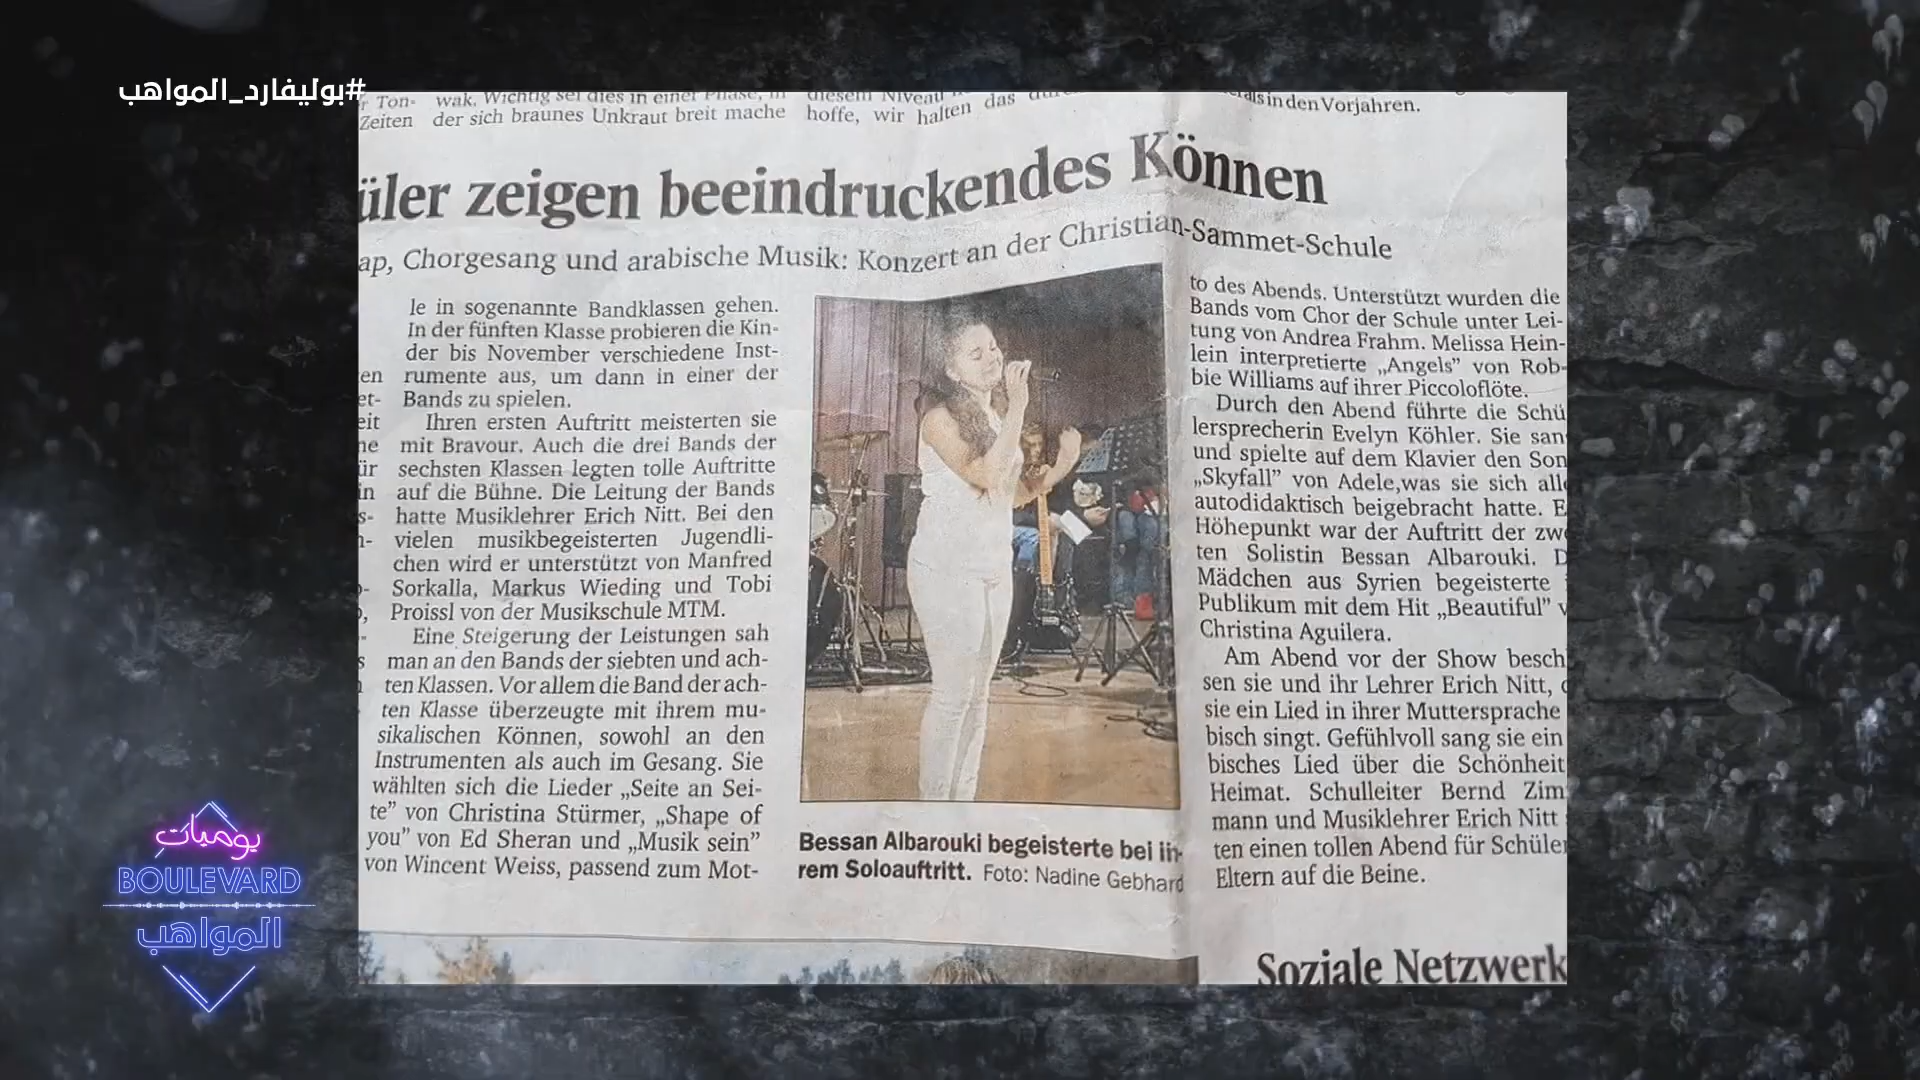 #بوليفارد_المواهب
Ton-
Zeiten
wak. Wichtig sei dies in einer Phase, in
der sich braunes Unkraut breit mache
diesem Niveau
hoffe, wir halten das
in den Vorjahren.
üler zeigen beeindruckendes Können
ap, Chorgesang und arabische Musik: Konzert an der Christian-Sammet-Schule
en
et-
eit
ne
ür
in
s-
le in sogenannte Bandklassen gehen.
In der fünften Klasse probieren die Kin-
der bis November verschiedene Inst-
rumente aus, um dann in einer der
Bands zu spielen.
Ihren ersten Auftritt meisterten sie
mit Bravour. Auch die drei Bands der
sechsten Klassen legten tolle Auftritte
auf die Bühne. Die Leitung der Bands
hatte Musiklehrer Erich Nitt. Bei den
vielen musikbegeisterten Jugendli-
chen wird er unterstützt von Manfred
Sorkalla, Markus Wieding und Tobi
Proissl von der Musikschule MTM.
Eine Steigerung der Leistungen sah
man an den Bands der siebten und ach-
ten Klassen. Vor allem die Band der ach-
ten Klasse überzeugte mit ihrem mu-
sikalischen Können, sowohl an den
Instrumenten als auch im Gesang. Sie
wählten sich die Lieder „Seite an Sei-
te” von Christina Stürmer, „Shape of
you” von Ed Sheran und „Musik sein”
von Wincent Weiss, passend zum Mot-
Bessan Albarouki begeisterte bei ih-
rem Soloauftritt. Foto: Nadine Gebhard
to des Abends. Unterstützt wurden die
Bands vom Chor der Schule unter Lei-
tung von Andrea Frahm. Melissa Hein-
lein interpretierte „Angels” von Rob-
bie Williams auf ihrer Piccoloflöte.
Durch den Abend führte die Schü
lersprecherin Evelyn Köhler. Sie san
und spielte auf dem Klavier den Son
„Skyfall” von Adele,was sie sich all
autodidaktisch beigebracht hatte. E
Höhepunkt war der Auftritt der zw
ten Solistin Bessan Albarouki. D
Mädchen aus Syrien begeisterte
Publikum mit dem Hit „Beautiful” v
Christina Aguilera.
Am Abend vor der Show besch
sen sie und ihr Lehrer Erich Nitt, d
sie ein Lied in ihrer Muttersprache
bisch singt. Gefühlvoll sang sie ein
bisches Lied über die Schönheit
Heimat. Schulleiter Bernd Zim
mann und Musiklehrer Erich Nitt
ten einen tollen Abend für Schüler
Eltern auf die Beine.
Soziale Netzwerk
يوميات
BOULEVARD
المواهب